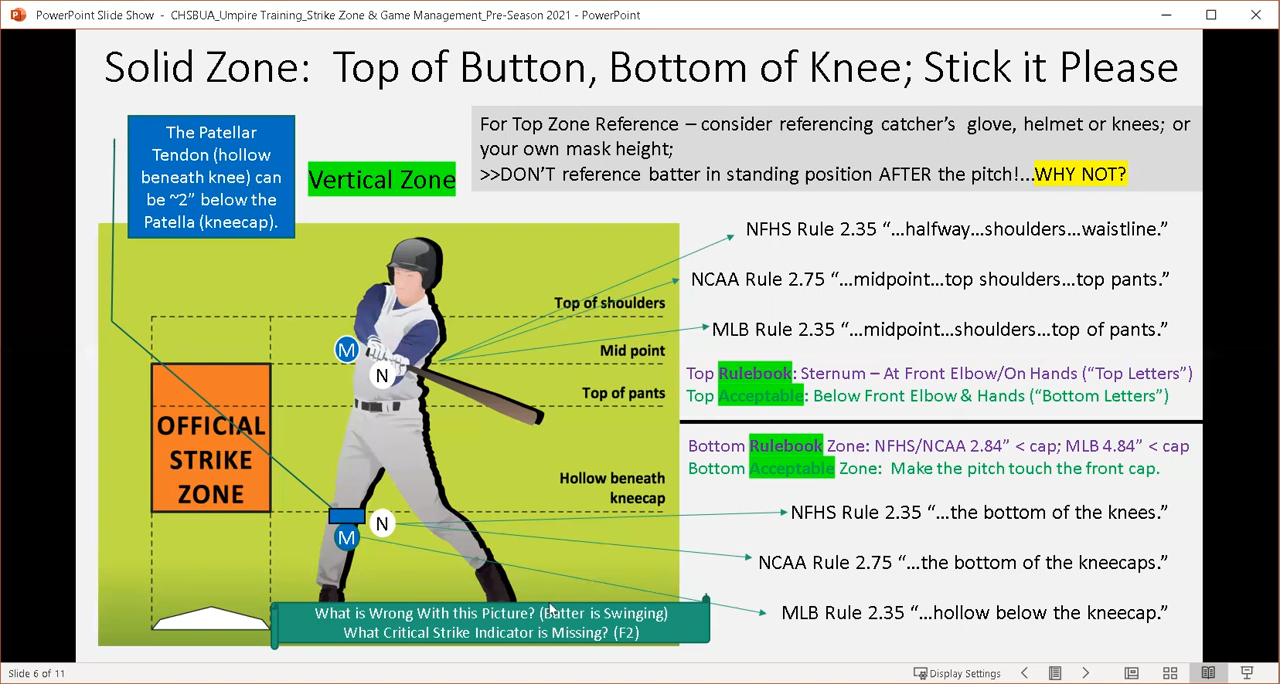 PowerPoint Slide Show - CHSBUA_Umpire Training_Strike Zone & Game Management_Pre-Season 2021 - PowerPoint
Solid Zone: Top of Button, Bottom of Knee; Stick it Please
The Patellar
Tendon (hollow
beneath knee) can
be ~2” below the
Patella (kneecap).
Vertical Zone
For Top Zone Reference – consider referencing catcher’s glove, helmet or knees; or
your own mask height;
>>DON’T reference batter in standing position AFTER the pitch!...WHY NOT?
NFHS Rule 2.35 “...halfway...shoulders...waistline.”
NCAA Rule 2.75 “...midpoint...top shoulders...top pants.”
MLB Rule 2.35 “...midpoint...shoulders...top of pants.”
Top Rulebook: Sternum – At Front Elbow/On Hands (“Top Letters”)
Top Acceptable: Below Front Elbow & Hands (“Bottom Letters”)
Bottom Rulebook Zone: NFHS/NCAA 2.84” < cap; MLB 4.84” < cap
Bottom Acceptable Zone: Make the pitch touch the front cap.
NFHS Rule 2.35 “...the bottom of the knees.”
NCAA Rule 2.75 “...the bottom of the kneecaps.”
MLB Rule 2.35 “...hollow below the kneecap.”
Top of shoulders
Mid point
Top of pants
Hollow beneath
kneecap
M
N
OFFICIAL
STRIKE
ZONE
N
M
What is Wrong With this Picture? (Batter is Swinging)
What Critical Strike Indicator is Missing? (F2)
Slide 6 of 11
Display Settings